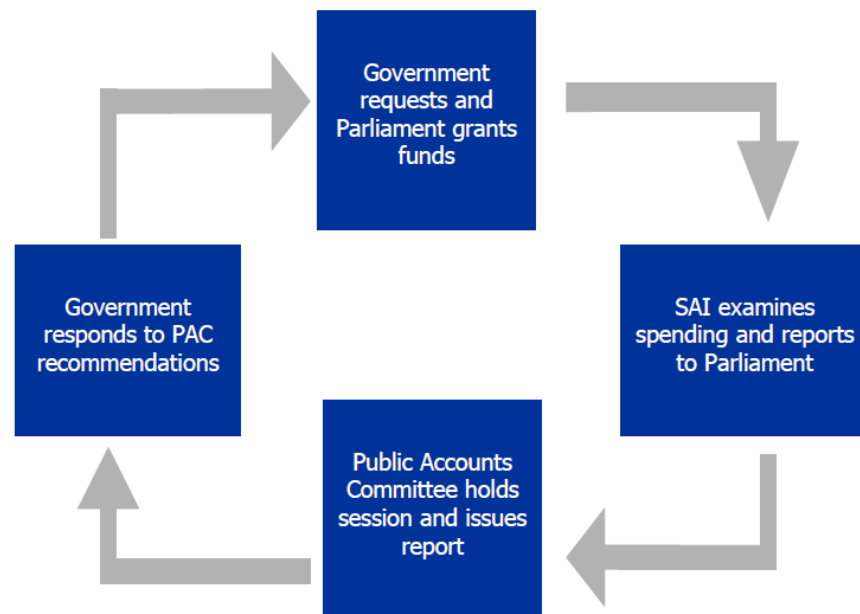 Government
requests and
Parliament grants
funds
SAI examines
spending and reports
to Parliament
Public Accounts
Committee holds
session and issues
report
Government
responds to PAC
recommendations